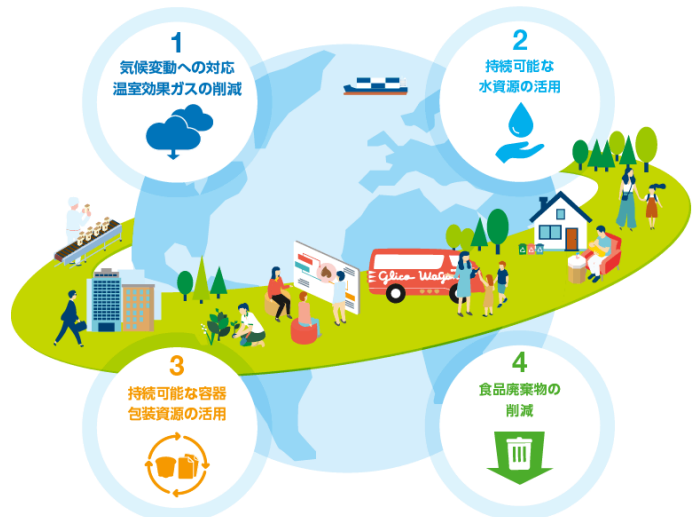 1
気候変動への対応
温室効果ガスの削減
2
持続可能な
水資源の活用
Glico Wagon
3
持続可能な容器
包装資源の活用
4
食品廃棄物の
削減